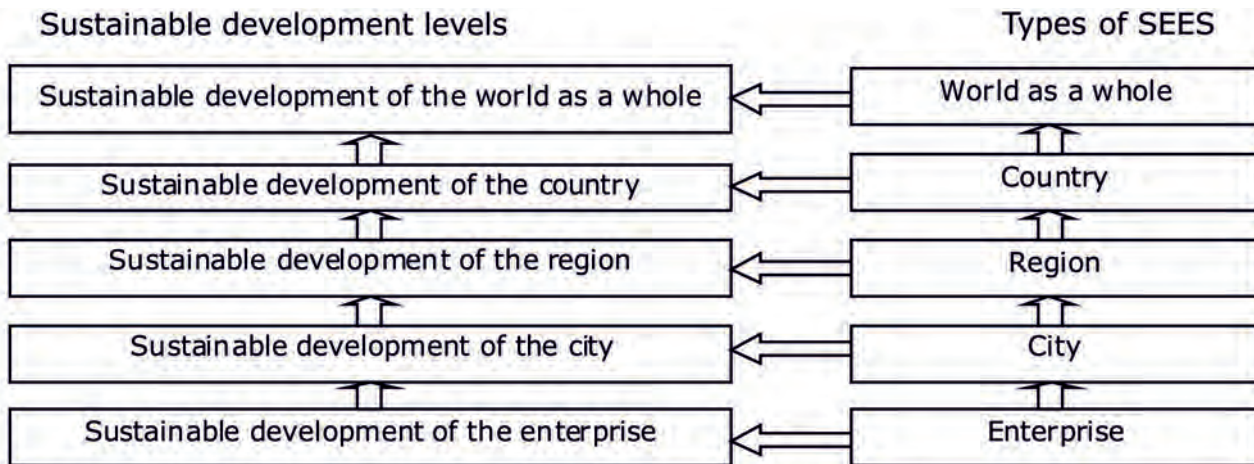 Sustainable development levels
Types of SEES
Sustainable development of the world as a whole
World as a whole
Sustainable development of the country
Country
Sustainable development of the region
Region
Sustainable development of the city
City
Sustainable development of the enterprise
Enterprise